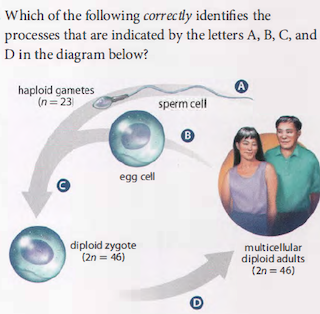 Which of the following correctly identifies the
processes that are indicated by the letters A, B, C, and
D in the diagram below?
haploid gametes
(n = 23)
A
sperm cell
B
egg cell
C
diploid zygote
(2n = 46)
multicellular
diploid adults
(2n = 46)
D